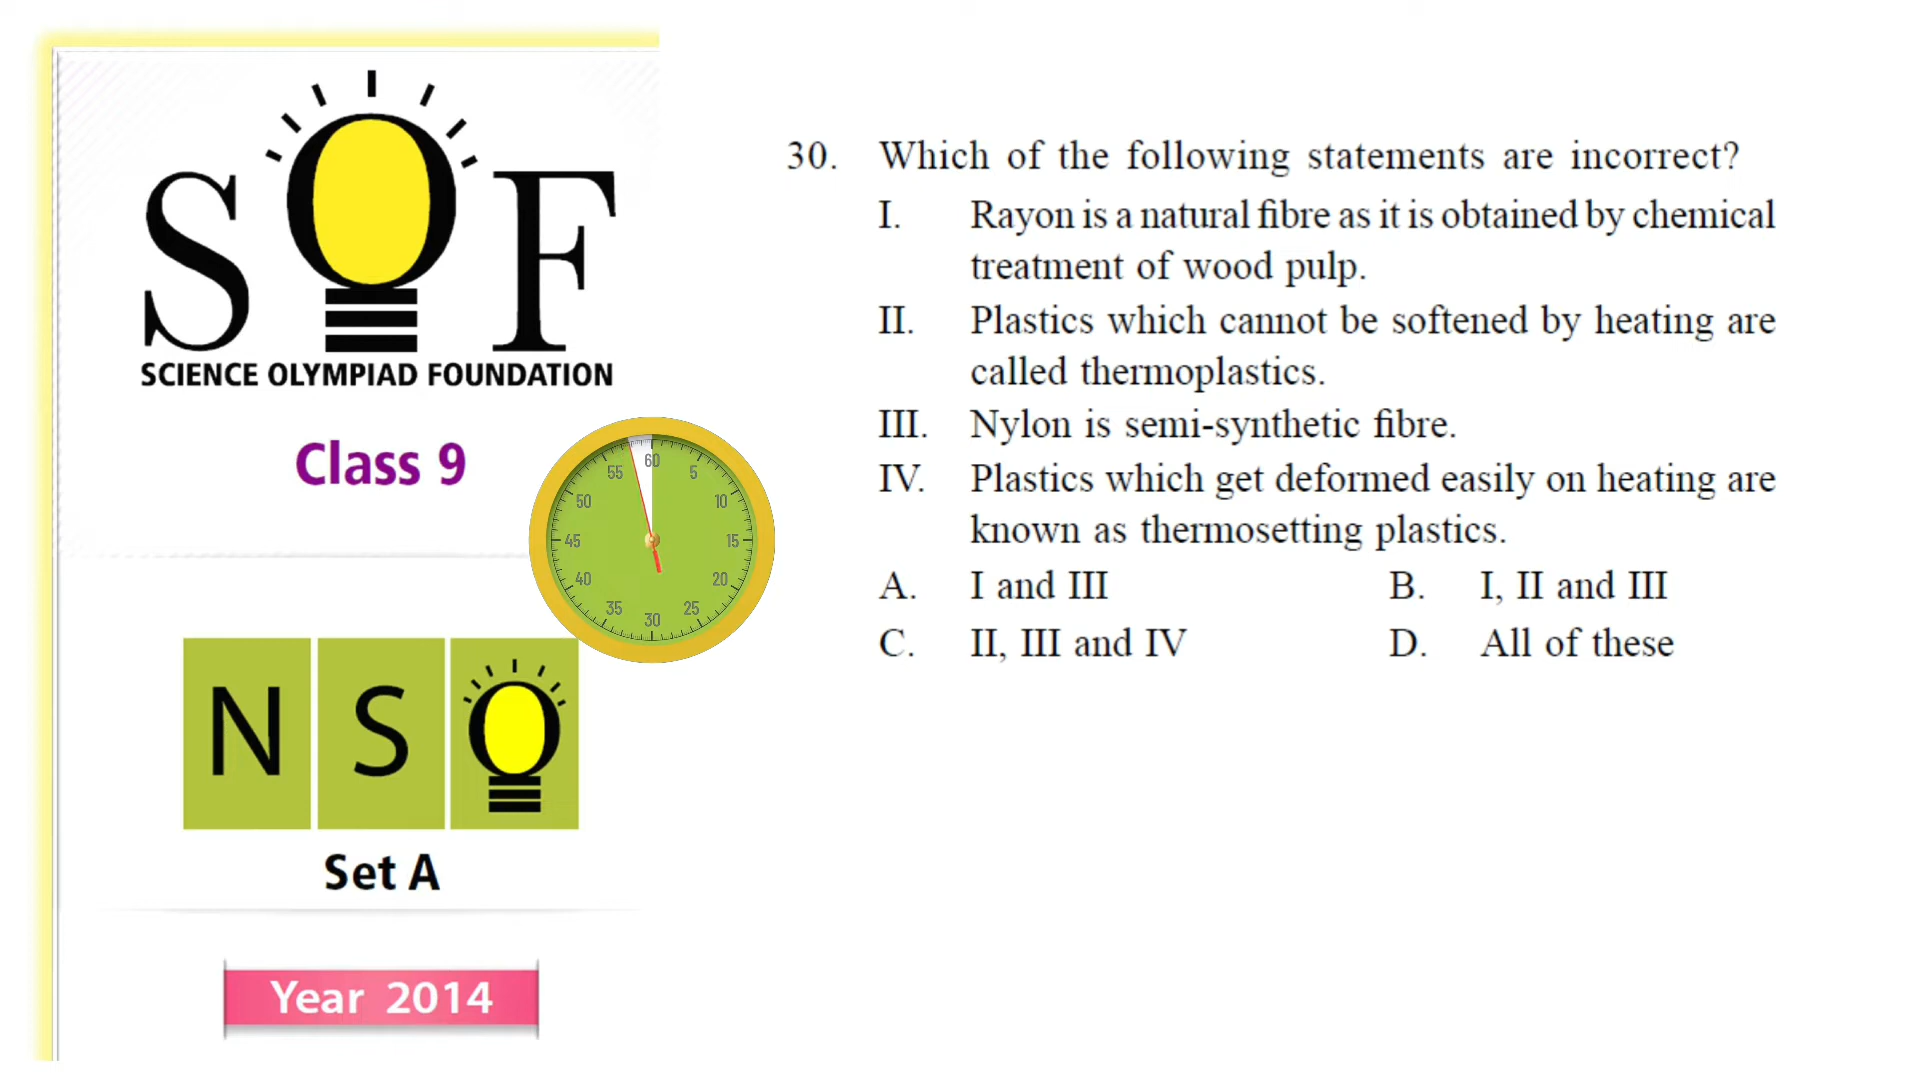 SOF
SCIENCE OLYMPIAD FOUNDATION
Class 9
60
5
10
15
20
25
30
35
40
45
50
55
NSO
Set A
Year 2014
30. Which of the following statements are incorrect?
I. Rayon is a natural fibre as it is obtained by chemical
treatment of wood pulp.
II. Plastics which cannot be softened by heating are
called thermoplastics.
III. Nylon is semi-synthetic fibre.
IV. Plastics which get deformed easily on heating are
known as thermosetting plastics.
A. I and III B. I, II and III
C. II, III and IV D. All of these